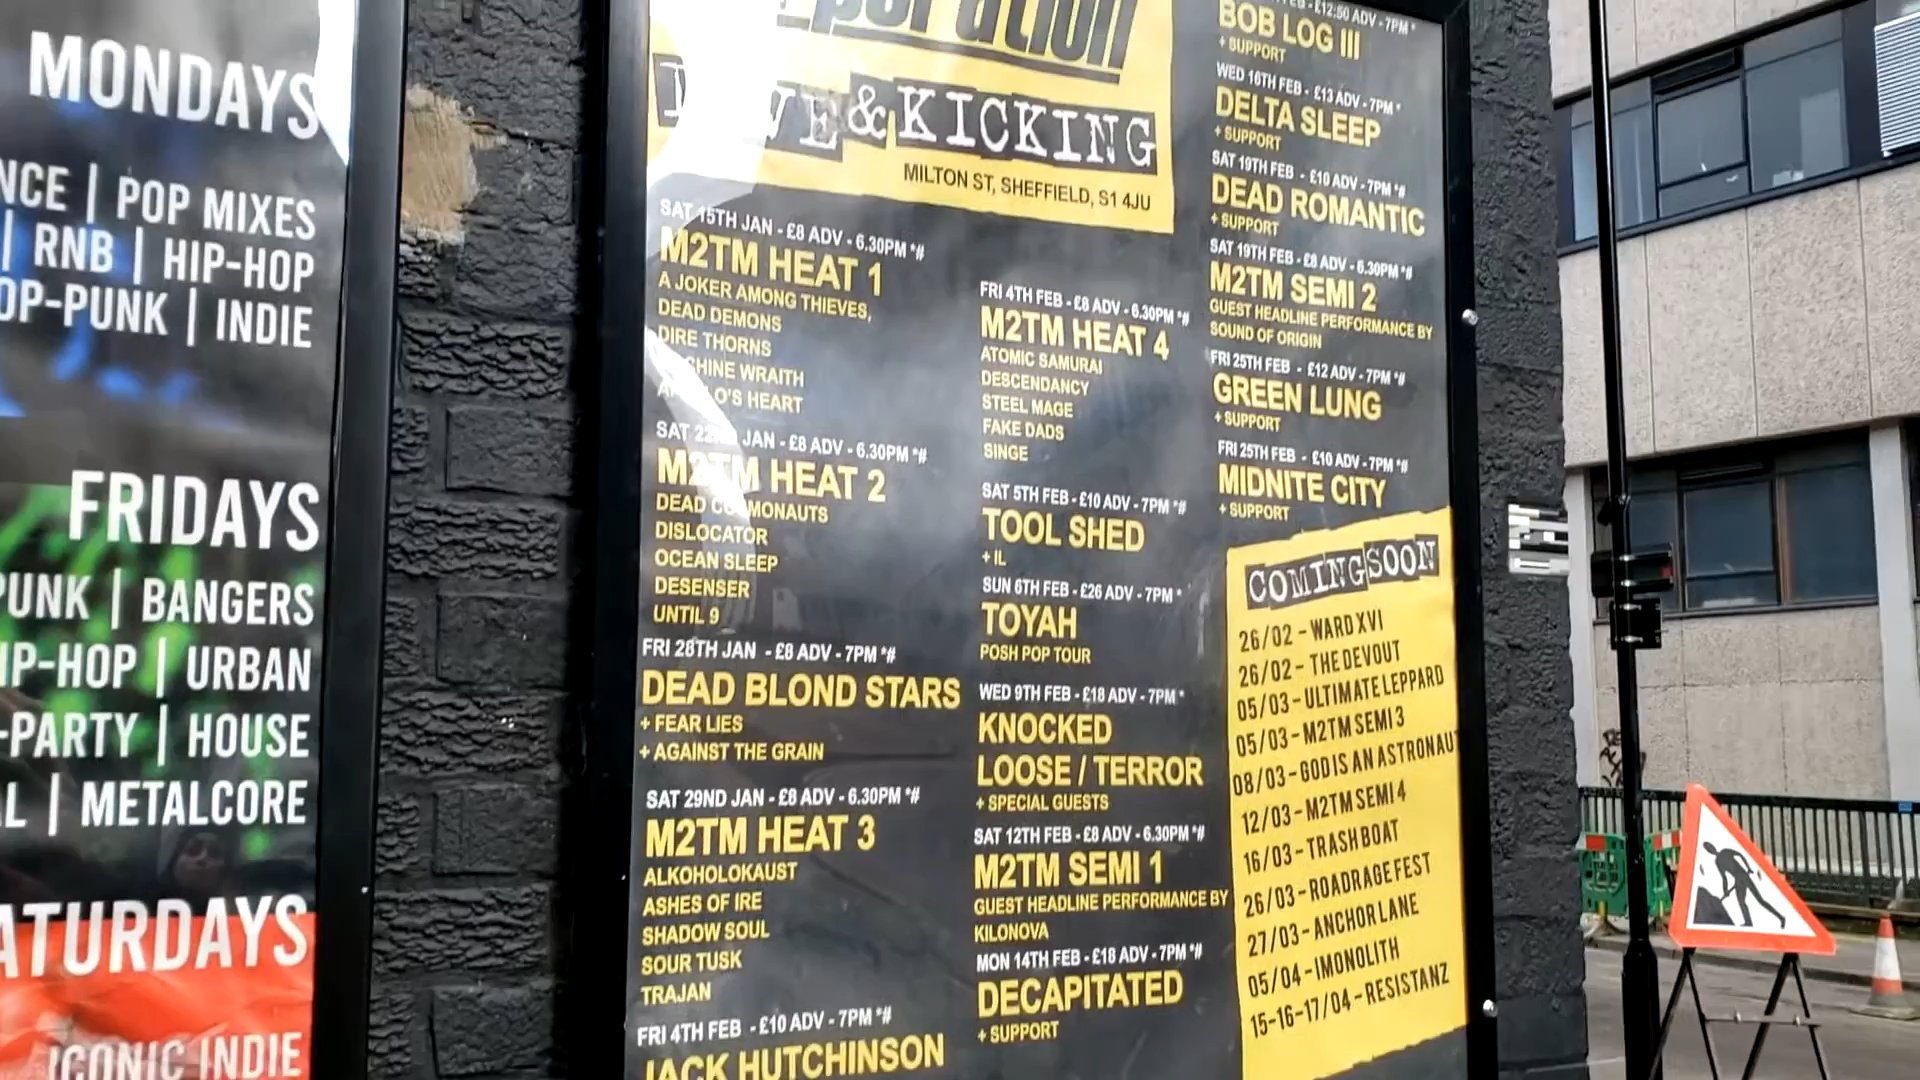 MONDAYS
NCE | POP MIXES
| RNB | HIP-HOP
OP-PUNK | INDIE
FRIDAYS
PUNK | BANGERS
IP-HOP | URBAN
-PARTY | HOUSE
L | METALCORE
ATURDAYS
ICONIC INDIE
poration
LIVE & KICKING
MILTON ST, SHEFFIELD, S1 4JU
SAT 15TH JAN - £8 ADV - 6.30PM *#
M2TM HEAT 1
A JOKER AMONG THIEVES,
DEAD DEMONS
DIRE THORNS
WRAITH
HEART
SAT 22ND JAN - £8 ADV - 6.30PM *#
M2TM HEAT 2
DEAD COSMONAUTS
DISLOCATOR
OCEAN SLEEP
DESENSER
UNTIL 9
FRI 28TH JAN - £8 ADV - 7PM *#
DEAD BLOND STARS
+ FEAR LIES
+ AGAINST THE GRAIN
SAT 29ND JAN - £8 ADV - 6.30PM *#
M2TM HEAT 3
ALKOHOLOKAUST
ASHES OF IRE
SHADOW SOUL
SOUR TUSK
TRAJAN
FRI 4TH FEB - £10 ADV - 7PM *#
JACK HUTCHINSON
FRI 4TH FEB - £8 ADV - 6.30PM *#
M2TM HEAT 4
ATOMIC SAMURAI
DESCENDANCY
STEEL MAGE
FAKE DADS
SINGE
SAT 5TH FEB - £10 ADV - 7PM *#
TOOL SHED
+ IL
SUN 6TH FEB - £26 ADV - 7PM *
TOYAH
POSH POP TOUR
WED 9TH FEB - £18 ADV - 7PM *
KNOCKED
LOOSE / TERROR
+ SPECIAL GUESTS
SAT 12TH FEB - £8 ADV - 6.30PM *#
M2TM SEMI 1
GUEST HEADLINE PERFORMANCE BY
KILONOVA
MON 14TH FEB - £18 ADV - 7PM *#
DECAPITATED
+ SUPPORT
FEB - £12:50 ADV - 7PM *
BOB LOG III
+ SUPPORT
WED 16TH FEB - £13 ADV - 7PM *
DELTA SLEEP
+ SUPPORT
SAT 19TH FEB - £10 ADV - 7PM *#
DEAD ROMANTIC
+ SUPPORT
SAT 19TH FEB - £8 ADV - 6.30PM *#
M2TM SEMI 2
GUEST HEADLINE PERFORMANCE BY
SOUND OF ORIGIN
FRI 25TH FEB - £12 ADV - 7PM *#
GREEN LUNG
+ SUPPORT
FRI 25TH FEB - £10 ADV - 7PM *#
MIDNITE CITY
+ SUPPORT
COMING SOON
26/02 - WARD XVI
26/02 - THE DEVOUT
05/03 - ULTIMATE LEPPARD
05/03 - M2TM SEMI 3
08/03 - GOD IS AN ASTRONAUT
12/03 - M2TM SEMI 4
16/03 - TRASH BOAT
26/03 - ROADRAGE FEST
27/03 - ANCHOR LANE
05/04 - IMONOLITH
15-16-17/04 - RESISTANZ